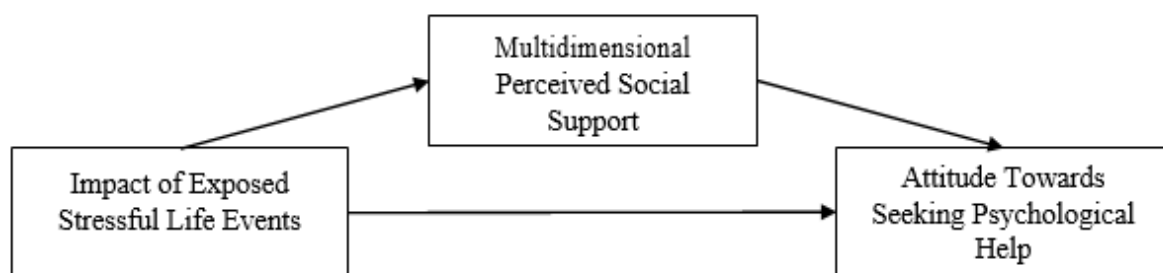 Multidimensional
Perceived Social
Support
Impact of Exposed
Stressful Life Events
Attitude Towards
Seeking Psychological
Help